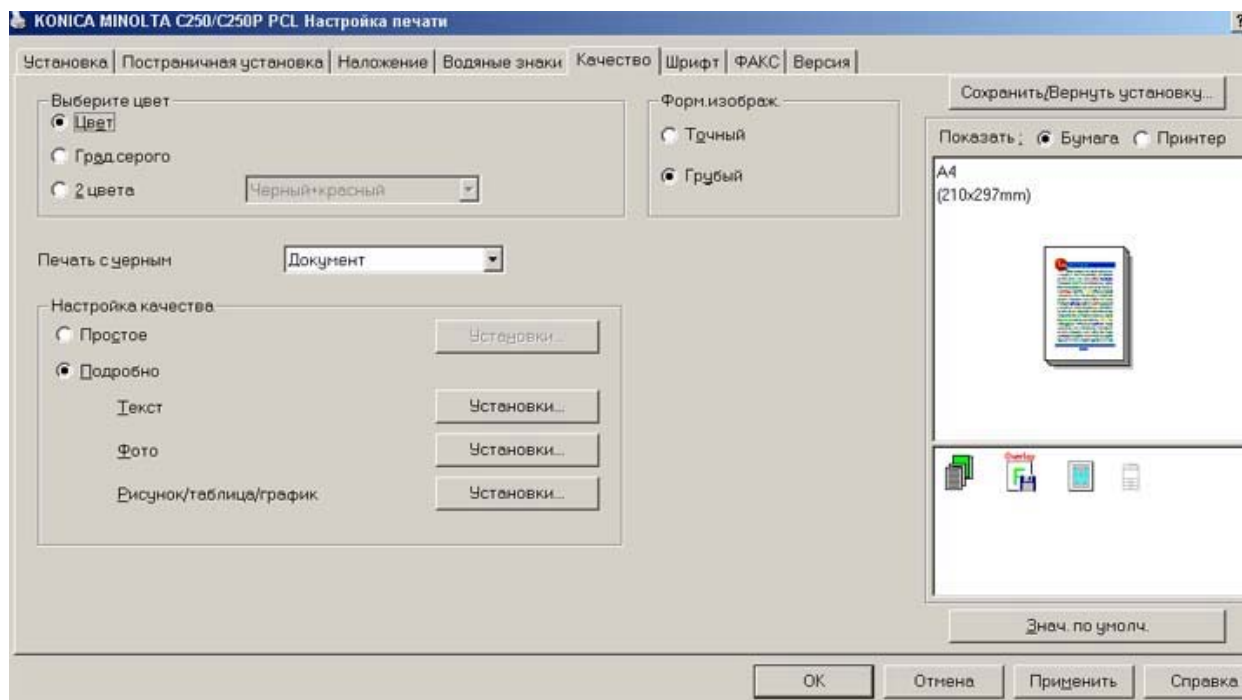 KONICA MINOLTA C250/C250P PCL Настройка печати
?
Установка Постраничная установка Наложение Водяные знаки Качество Шрифт ФАКС Версия
Выберите цвет
Цвет
Град.серого
2 цвета Черный+красный
Форм.изображ.
Точный
Грубый
Печать с черным Документ
Настройка качества
Простое Установки...
Подробно
Текст Установки...
Фото Установки...
Рисунок/таблица/график Установки...
Сохранить/Вернуть установку...
Показать: Бумага Принтер
A4
(210x297mm)
Overlay
F
Знач. по умолч.
OK Отмена Применить Справка